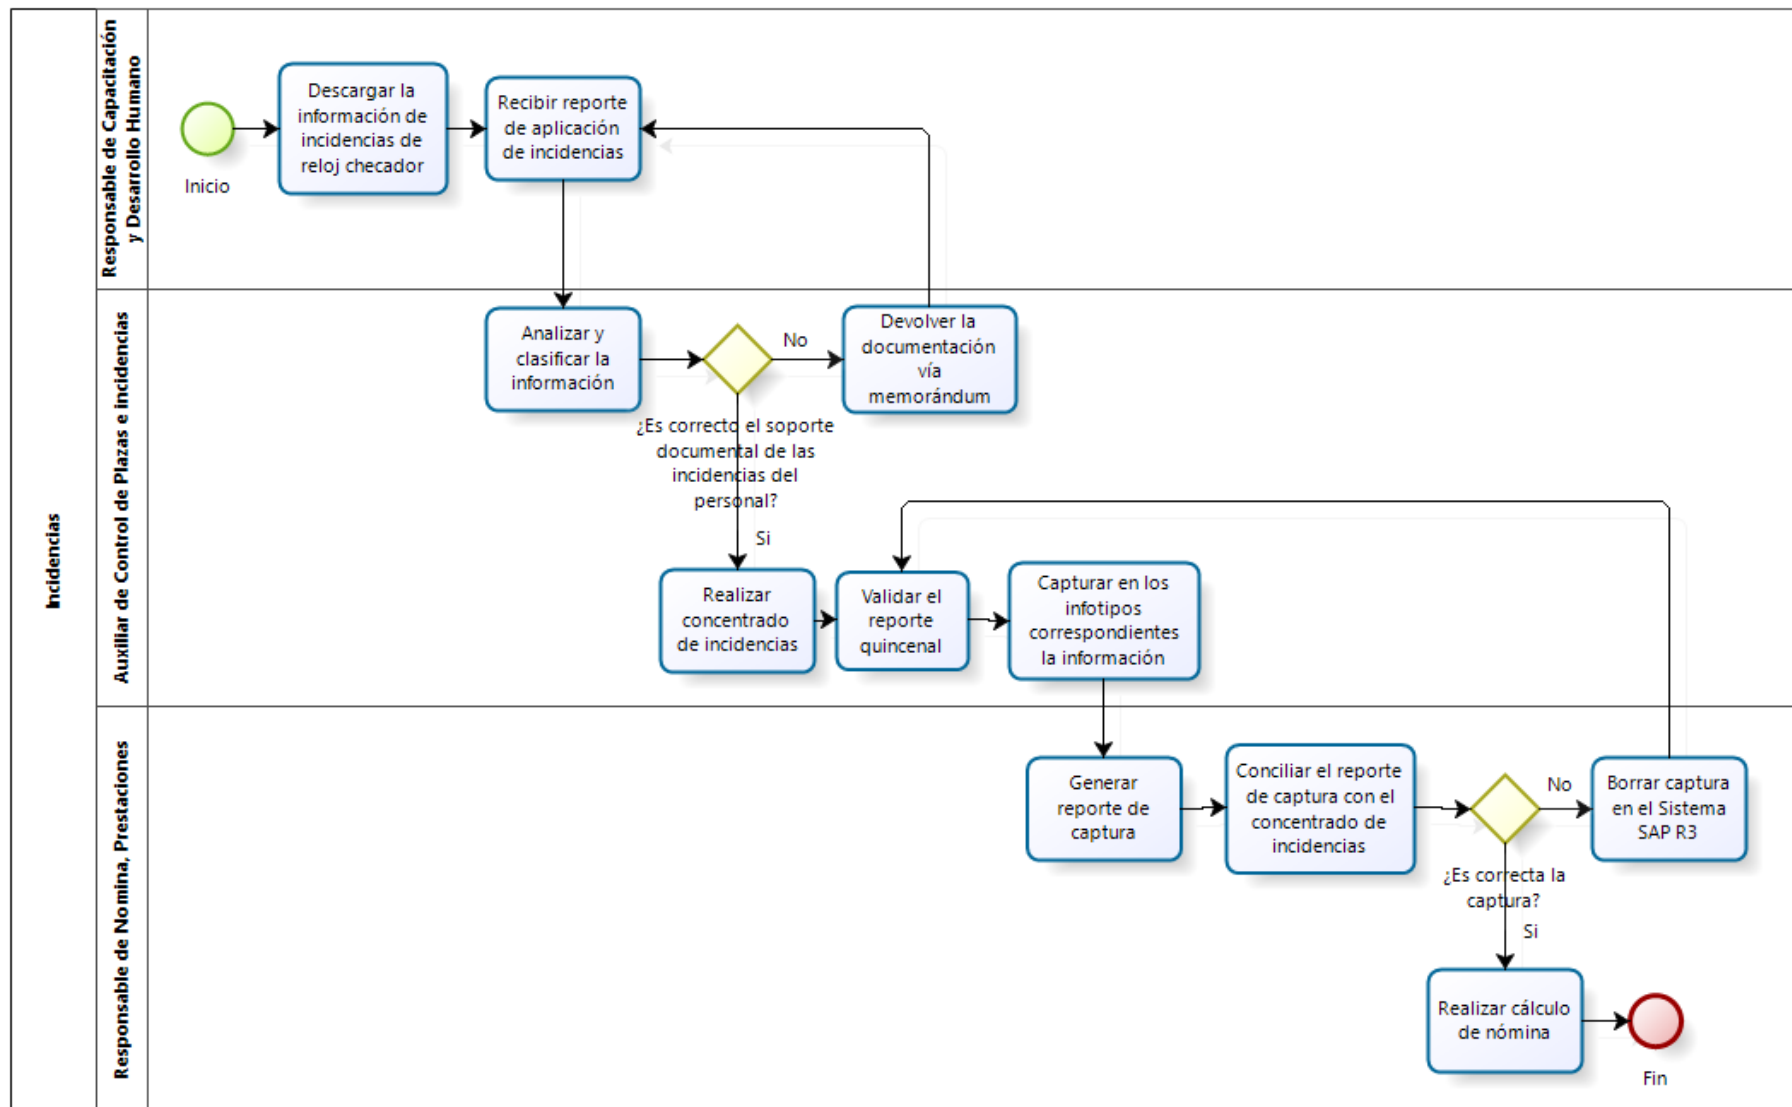 Incidencias
Responsable de Capacitación
y Desarrollo Humano
Inicio
Descargar la
información de
incidencias de
reloj checador
Recibir reporte
de aplicación
de incidencias
Auxiliar de Control de Plazas e incidencias
Analizar y
clasificar la
información
No
¿Es correcto el soporte
documental de las
incidencias del
personal?
Si
Devolver la
documentación
vía
memorándum
Realizar
concentrado
de incidencias
Validar el
reporte
quincenal
Capturar en los
infotipos
correspondientes
la información
Responsable de Nomina, Prestaciones
Generar
reporte de
captura
Conciliar el reporte
de captura con el
concentrado de
incidencias
No
¿Es correcta la
captura?
Si
Borrar captura
en el Sistema
SAP R3
Realizar cálculo
de nómina
Fin